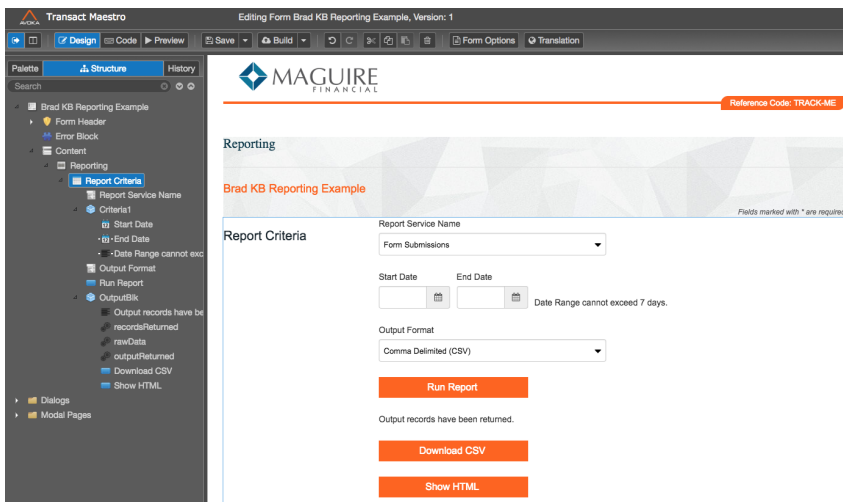 AVOKA
Transact Maestro
Editing Form Brad KB Reporting Example, Version: 1
Design Code Preview Save Build Form Options Translation
Palette Structure History
Search
Brad KB Reporting Example
Form Header
Error Block
Content
Reporting
Report Criteria
Report Service Name
Criteria1
Start Date
End Date
Date Range cannot exc
Output Format
Run Report
OutputBlk
Output records have be
recordsReturned
rawData
outputReturned
Download CSV
Show HTML
Dialogs
Modal Pages
MAGUIRE
FINANCIAL
Reference Code: TRACK-ME
Reporting
Brad KB Reporting Example
Fields marked with * are required
Report Criteria
Report Service Name
Form Submissions
Start Date End Date
Date Range cannot exceed 7 days.
Output Format
Comma Delimited (CSV)
Run Report
Output records have been returned.
Download CSV
Show HTML